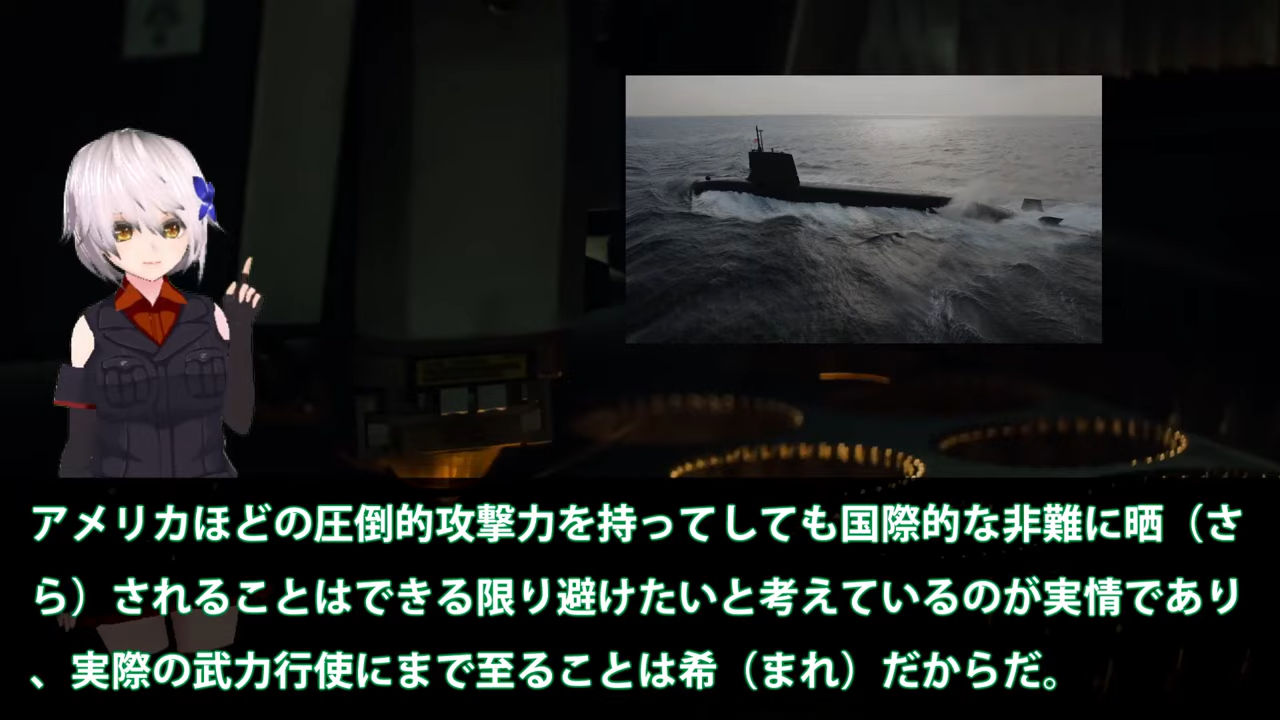 アメリカほどの圧倒的攻撃力を持ってしても国際的な非難に晒（さ
ら）されることはできる限り避けたいと考えているのが実情であり
、実際の武力行使にまで至ることは希（まれ）だからだ。